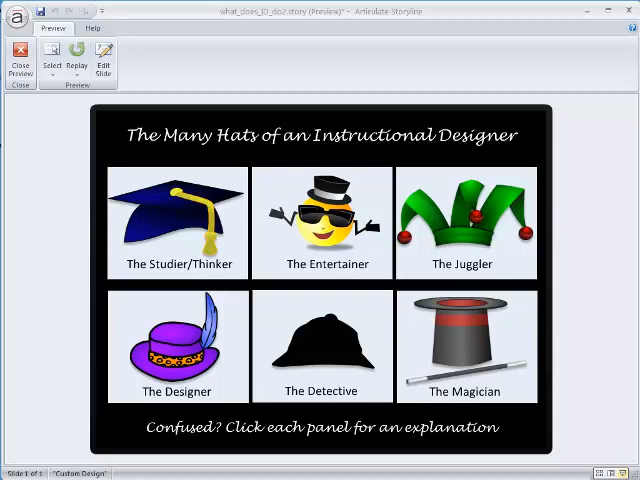 what_does_ID_do2.story (Preview)* - Articulate Storyline
Preview
Help
Close Preview
Select
Replay
Edit Slide
Close
Preview
The Many Hats of an Instructional Designer
The Studier/Thinker
The Entertainer
The Juggler
The Designer
The Detective
The Magician
Confused? Click each panel for an explanation
Slide 1 of 1
"Custom Design"